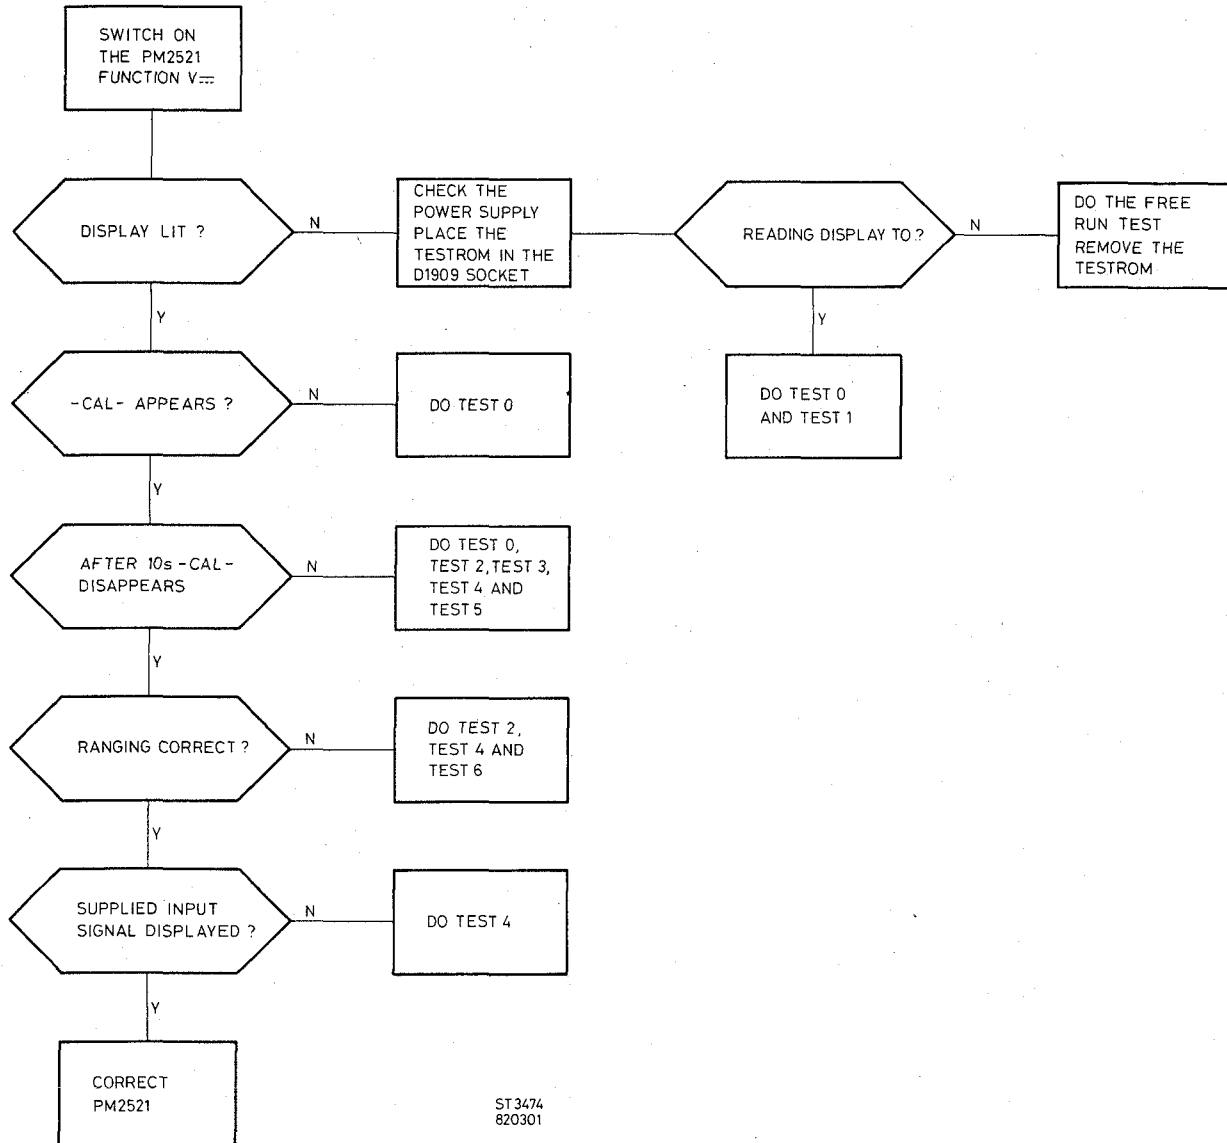 SWITCH ON
THE PM2521
FUNCTION V⎓
DISPLAY LIT ?
N
CHECK THE
POWER SUPPLY
PLACE THE
TESTROM IN THE
D1909 SOCKET
READING DISPLAY TO ?
N
DO THE FREE
RUN TEST
REMOVE THE
TESTROM
Y
Y
DO TEST 0
AND TEST 1
-CAL- APPEARS ?
N
DO TEST 0
Y
AFTER 10s -CAL-
DISAPPEARS
N
DO TEST 0,
TEST 2, TEST 3,
TEST 4 AND
TEST 5
Y
RANGING CORRECT ?
N
DO TEST 2,
TEST 4 AND
TEST 6
Y
SUPPLIED INPUT
SIGNAL DISPLAYED ?
N
DO TEST 4
Y
CORRECT
PM2521
ST3474
820301